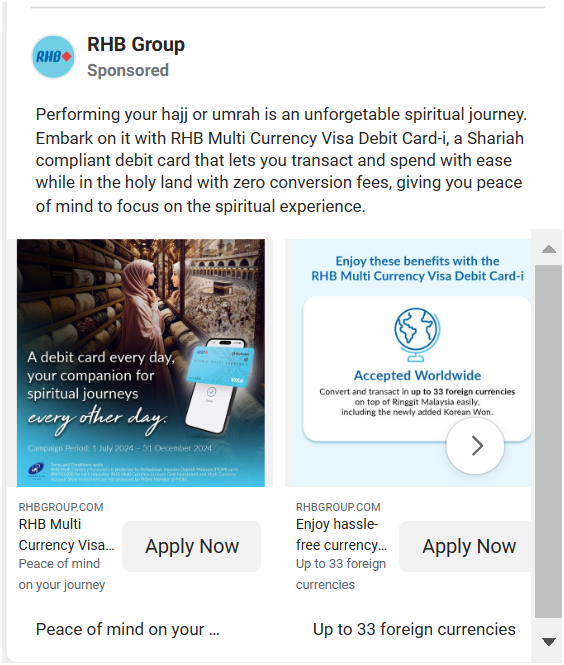 RHB
RHB Group
Sponsored
Performing your hajj or umrah is an unforgetable spiritual journey.
Embark on it with RHB Multi Currency Visa Debit Card-i, a Shariah
compliant debit card that lets you transact and spend with ease
while in the holy land with zero conversion fees, giving you peace
of mind to focus on the spiritual experience.
A debit card every day,
your companion for
spiritual journeys
every other day.
RHB
VISA
Campaign Period: 1 July 2024 – 31 December 2024
Terms and Conditions apply.
Enjoy these benefits with the
RHB Multi Currency Visa Debit Card-i
Accepted Worldwide
Convert and transact in up to 33 foreign currencies
on top of Ringgit Malaysia easily,
including the newly added Korean Won.
RHBGROUP.COM
RHB Multi
Currency Visa...
Peace of mind
on your journey
Apply Now
RHBGROUP.COM
Enjoy hassle-
free currency...
Up to 33 foreign
currencies
Apply Now
Peace of mind on your ...
Up to 33 foreign currencies